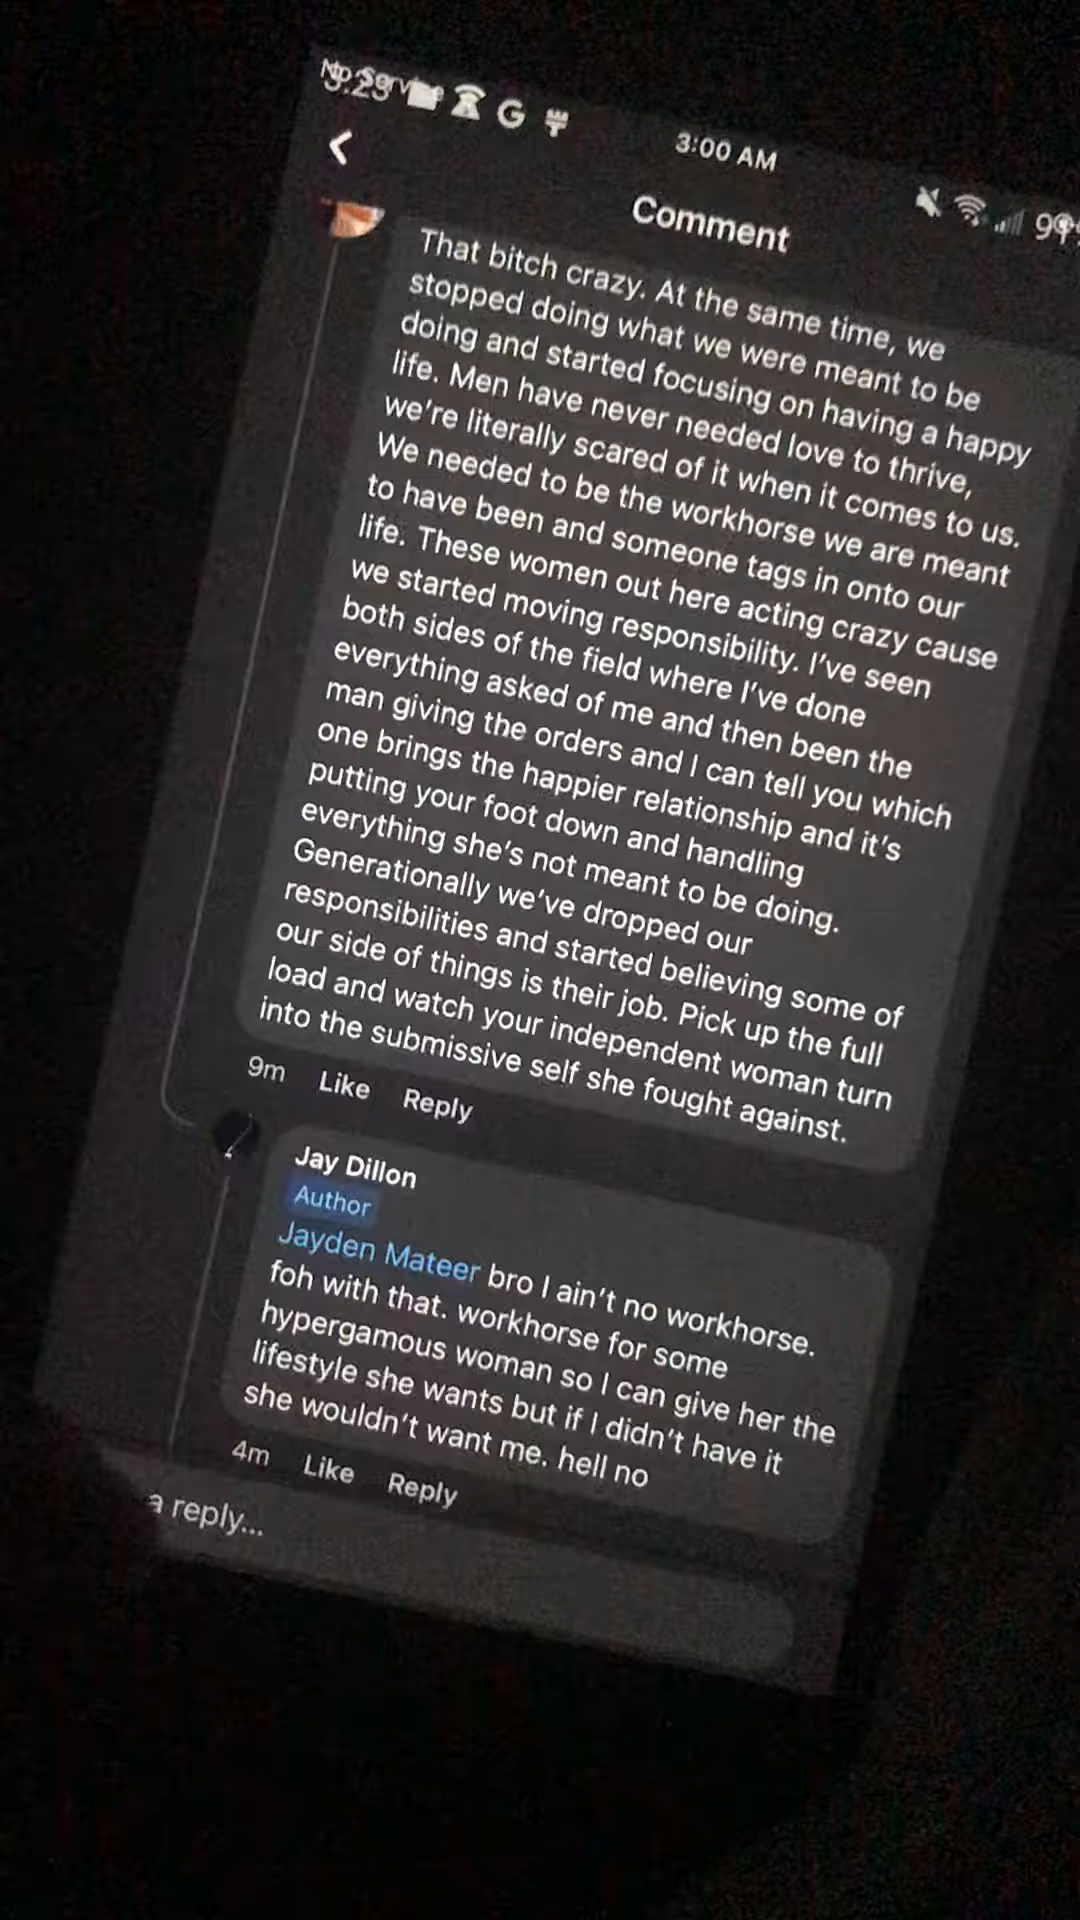 No Service
3:00 AM
Comment
That bitch crazy. At the same time, we
stopped doing what we were meant to be
doing and started focusing on having a happy
life. Men have never needed love to thrive,
we're literally scared of it when it comes to us.
We needed to be the workhorse we are meant
to have been and someone tags in onto our
life. These women out here acting crazy cause
we started moving responsibility. I've seen
both sides of the field where I've done
everything asked of me and then been the
man giving the orders and I can tell you which
one brings the happier relationship and it's
putting your foot down and handling
everything she's not meant to be doing.
Generationally we've dropped our
responsibilities and started believing some of
our side of things is their job. Pick up the full
load and watch your independent woman turn
into the submissive self she fought against.
9m Like Reply
Jay Dillon
Author
Jayden Mateer bro I ain't no workhorse.
foh with that. workhorse for some
hypergamous woman so I can give her the
lifestyle she wants but if I didn't have it
she wouldn't want me. hell no
4m Like Reply
a reply...